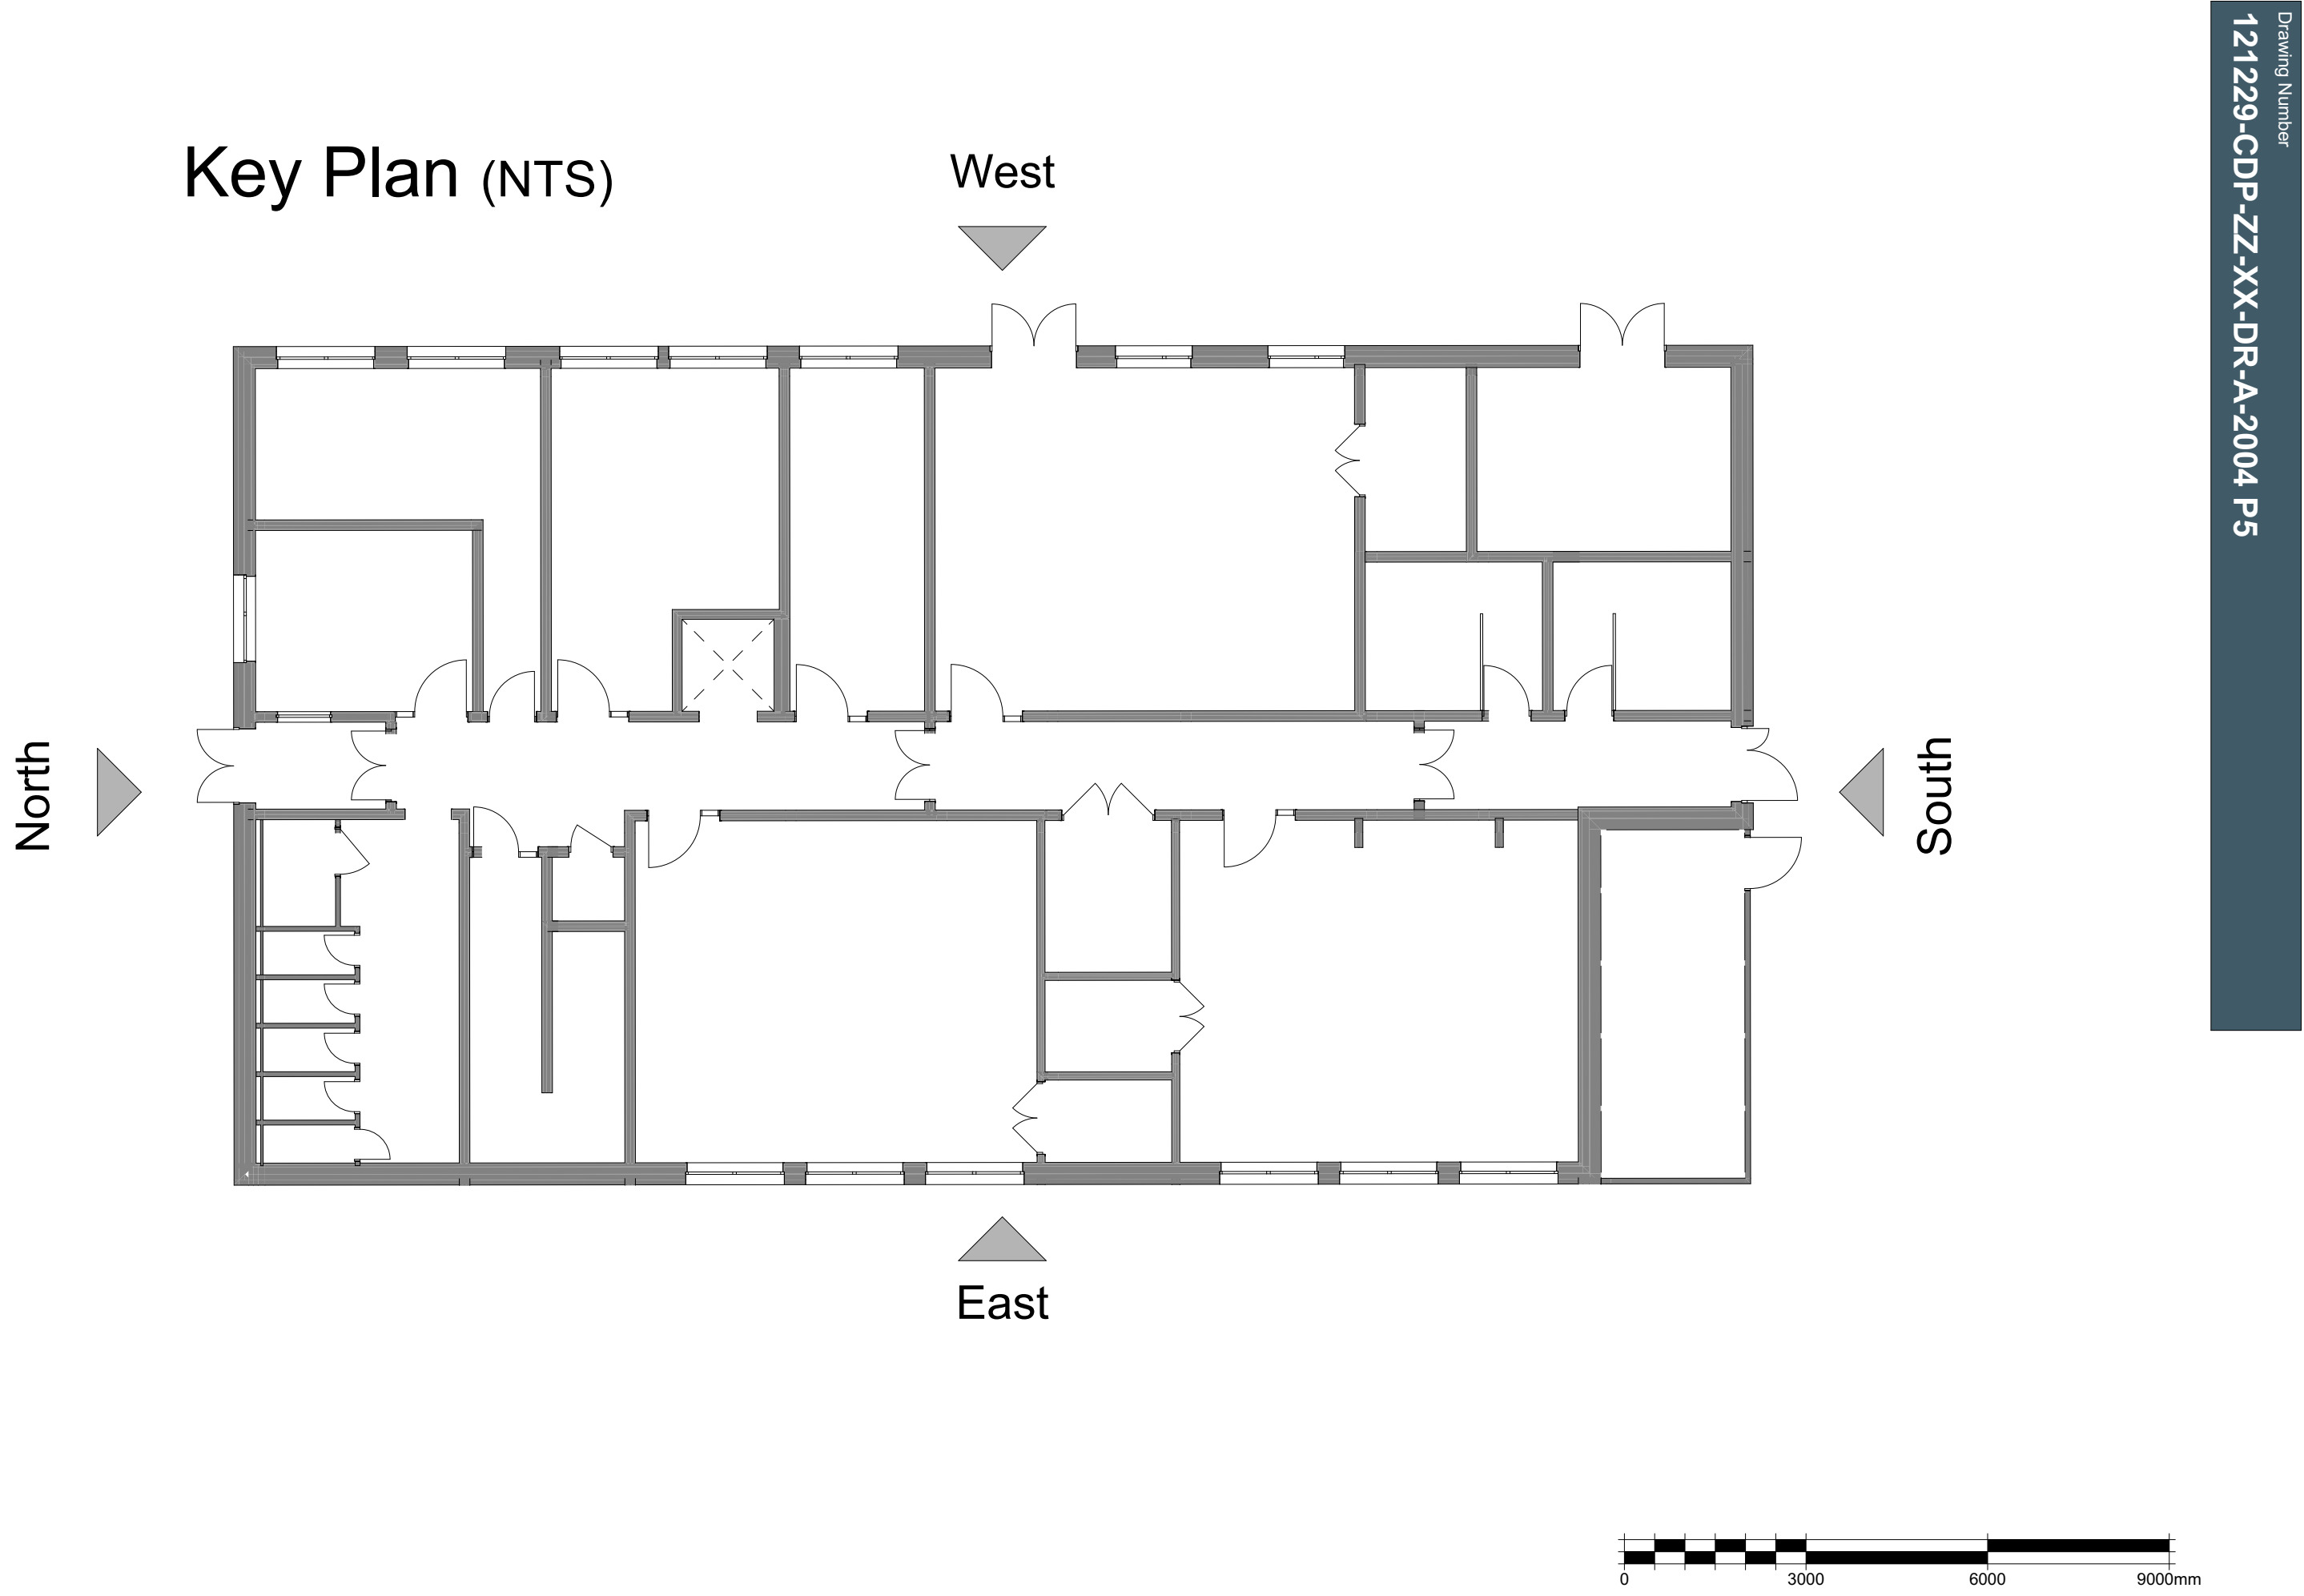 Key Plan (NTS)
West
North
South
East
Drawing Number
121229-CDP-ZZ-XX-DR-A-2004 P5
0 3000 6000 9000mm